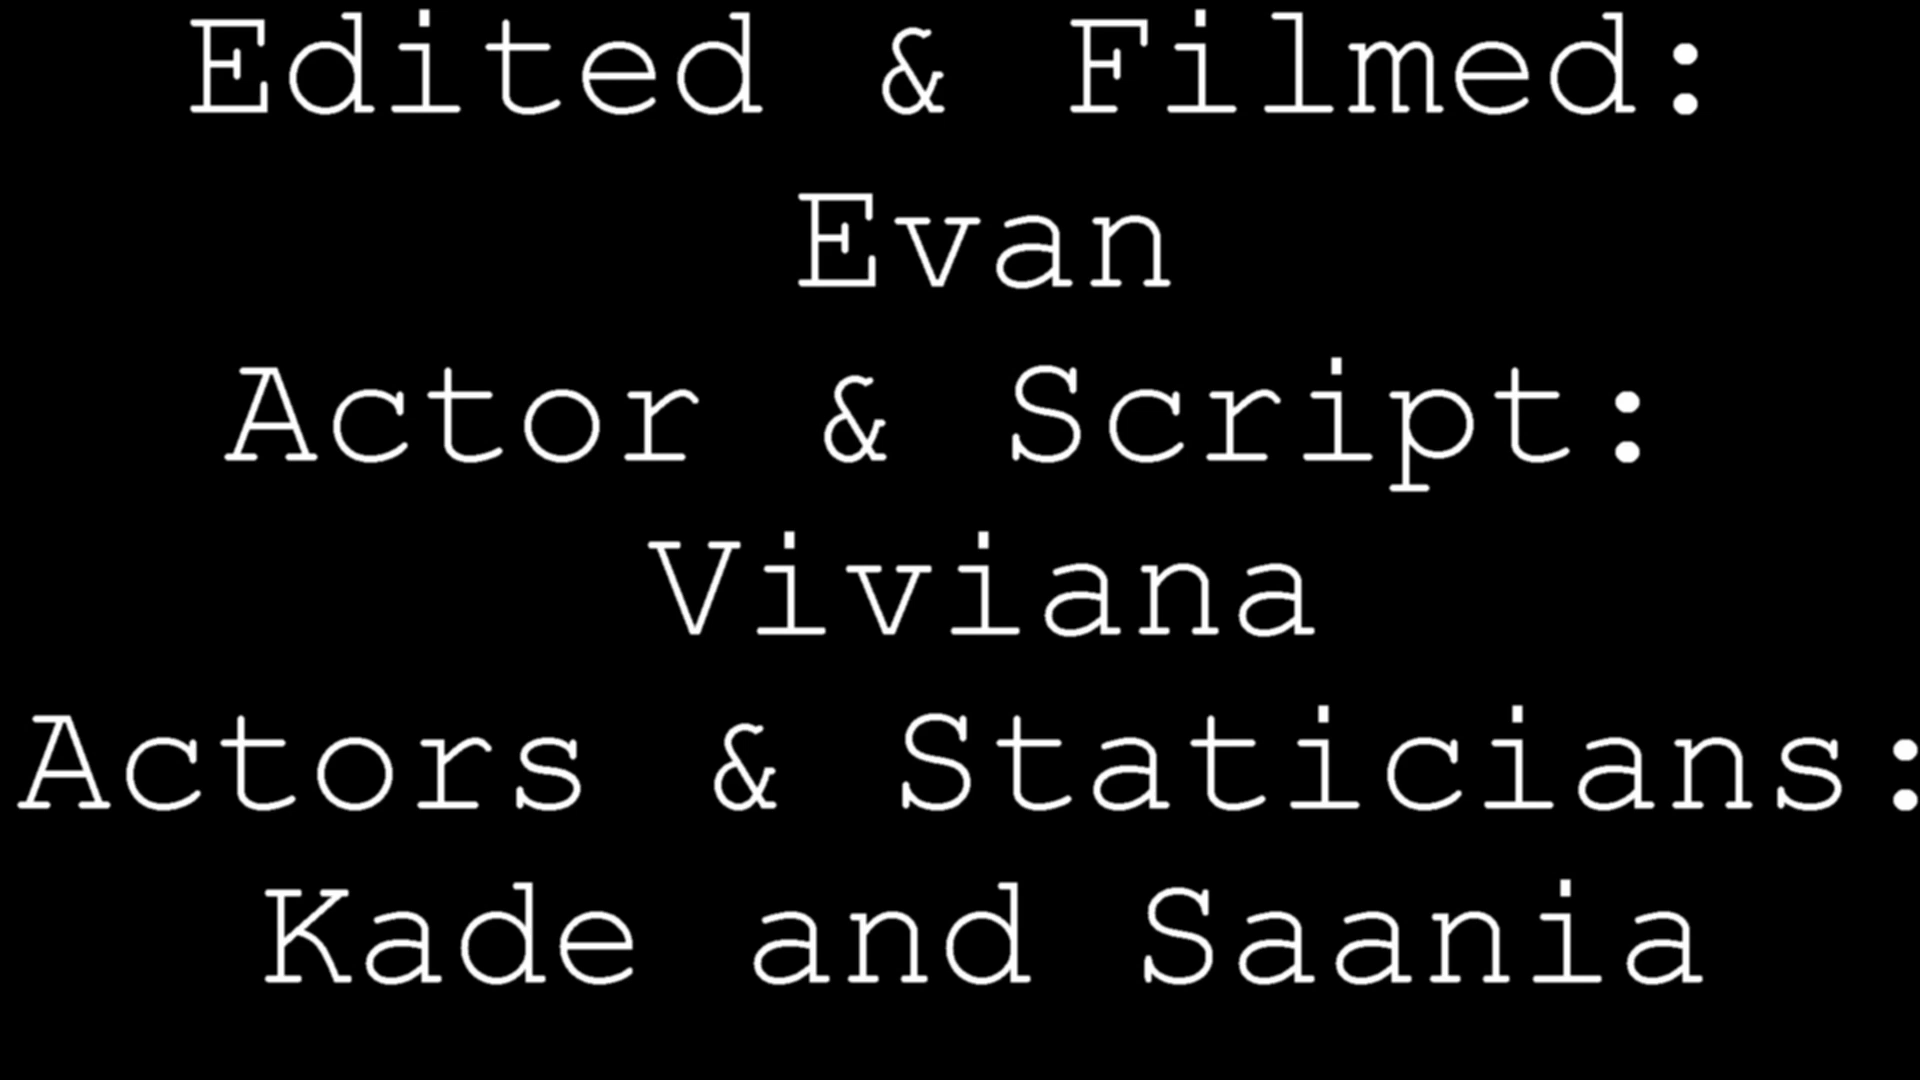 Edited & Filmed:
Evan
Actor & Script:
Viviana
Actors & Staticians:
Kade and Saania